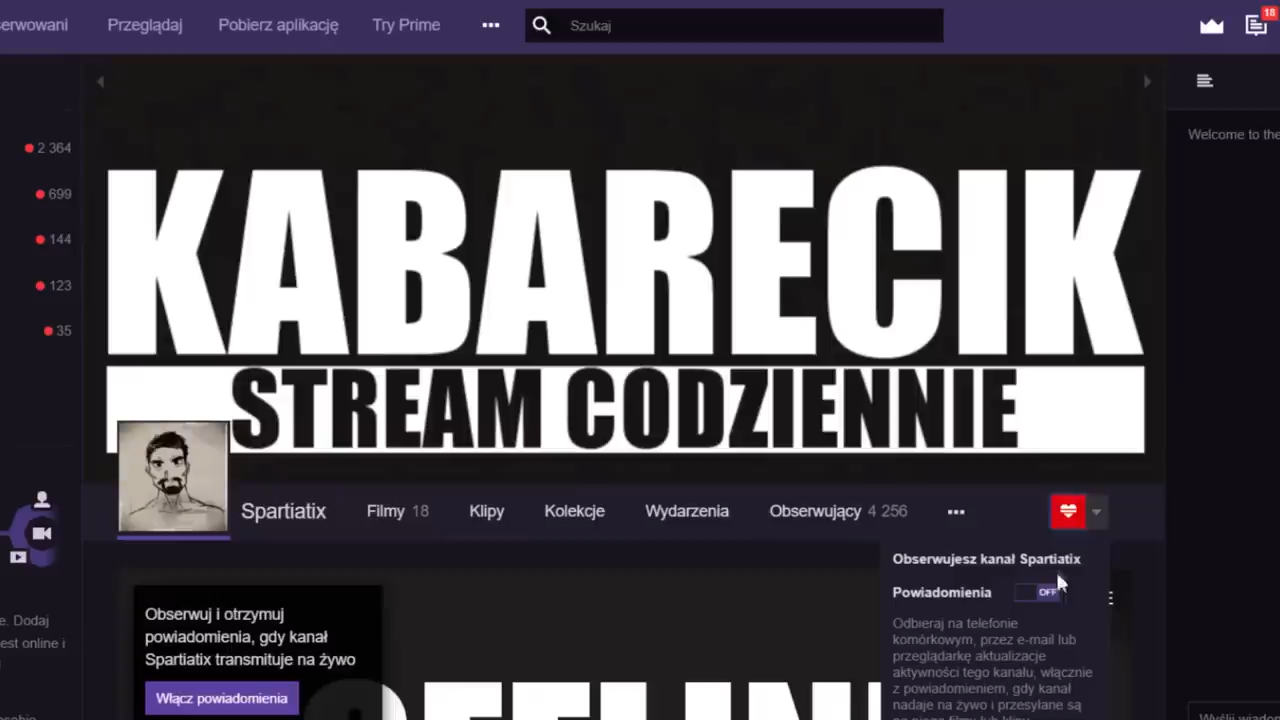 Przeglądaj
Pobierz aplikację
Try Prime
•••
Szukaj
18
2 364
699
144
123
35
Welcome to the
KABARECIK
STREAM CODZIENNIE
Spartiatix
Filmy 18
Klipy
Kolekcje
Wydarzenia
Obserwujący 4 256
•••
Obserwujesz kanał Spartiatix
Powiadomienia
OFF
Odbieraj na telefonie
komórkowym, przez e-mail lub
przeglądarkę aktualizacje
aktywności tego kanału, włącznie
z powiadomieniem, gdy kanał
nadaje na żywo i przesyłane są
Obserwuj i otrzymuj
powiadomienia, gdy kanał
Spartiatix transmituje na żywo
Włącz powiadomienia
e. Dodaj
est online i